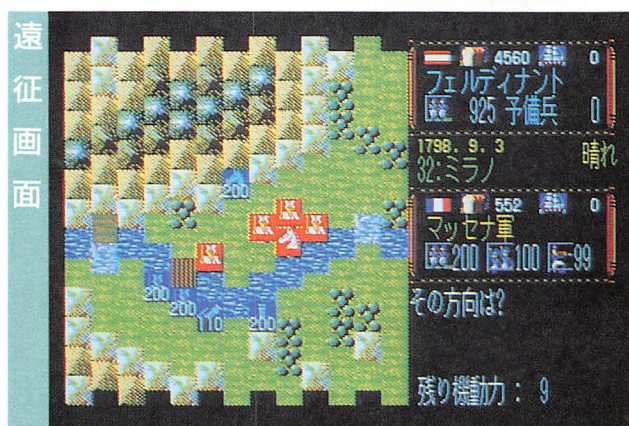 遠征画面
4560 0
フェルディナント
925 予備兵 0
1798. 9. 3 晴れ
32:ミラノ
552 0
マッセナ軍
200 100 99
その方向は?
残り機動力: 9
200
200
200
110
200